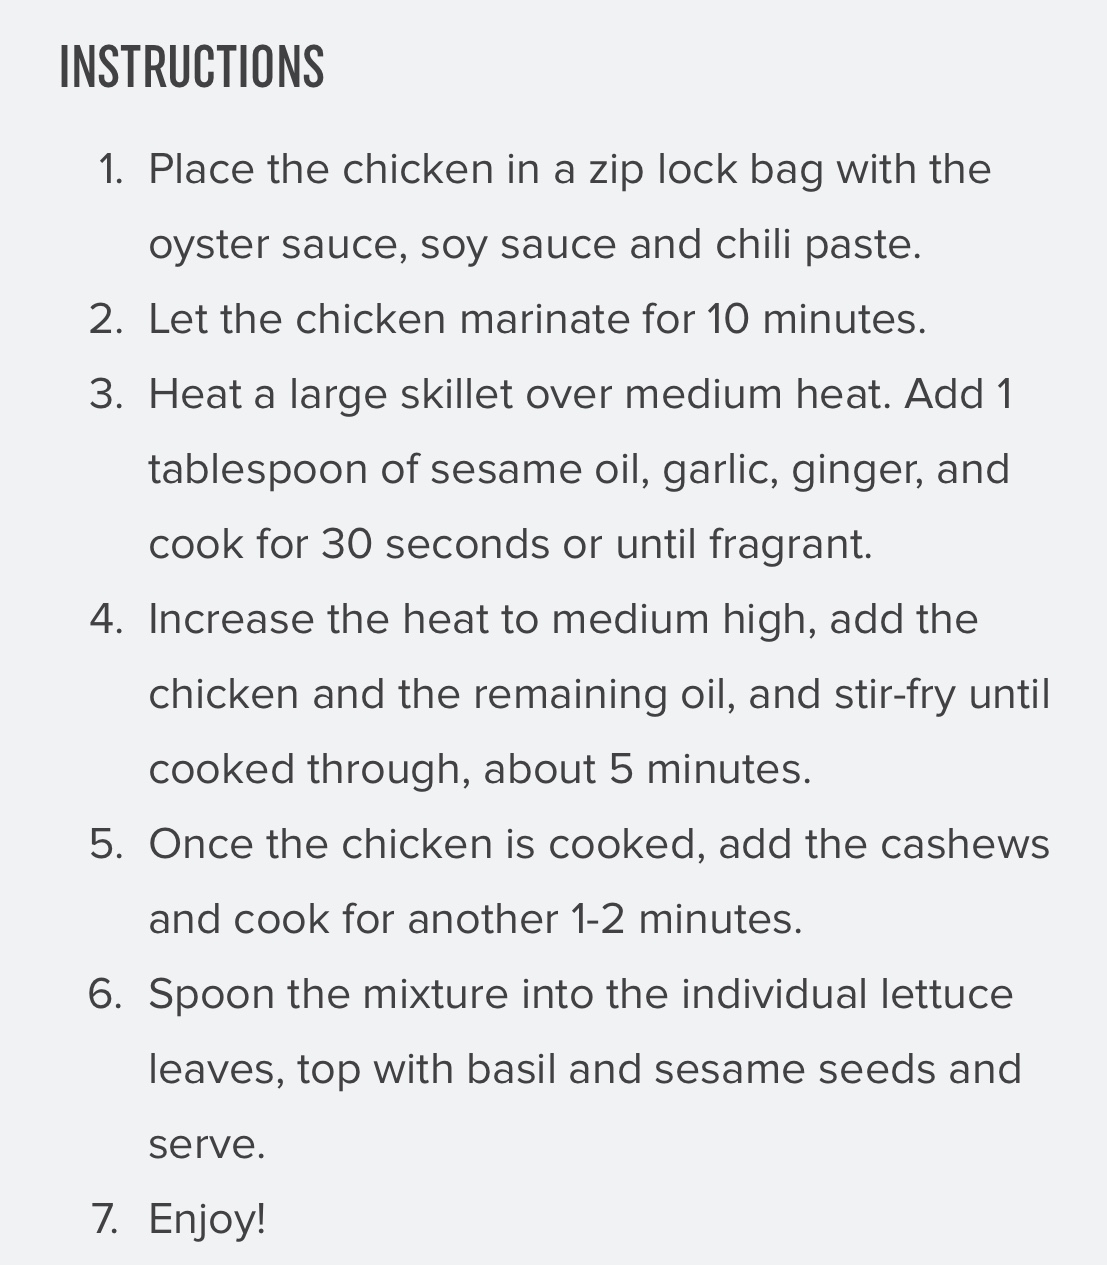 INSTRUCTIONS
1. Place the chicken in a zip lock bag with the
oyster sauce, soy sauce and chili paste.
2. Let the chicken marinate for 10 minutes.
3. Heat a large skillet over medium heat. Add 1
tablespoon of sesame oil, garlic, ginger, and
cook for 30 seconds or until fragrant.
4. Increase the heat to medium high, add the
chicken and the remaining oil, and stir-fry until
cooked through, about 5 minutes.
5. Once the chicken is cooked, add the cashews
and cook for another 1-2 minutes.
6. Spoon the mixture into the individual lettuce
leaves, top with basil and sesame seeds and
serve.
7. Enjoy!